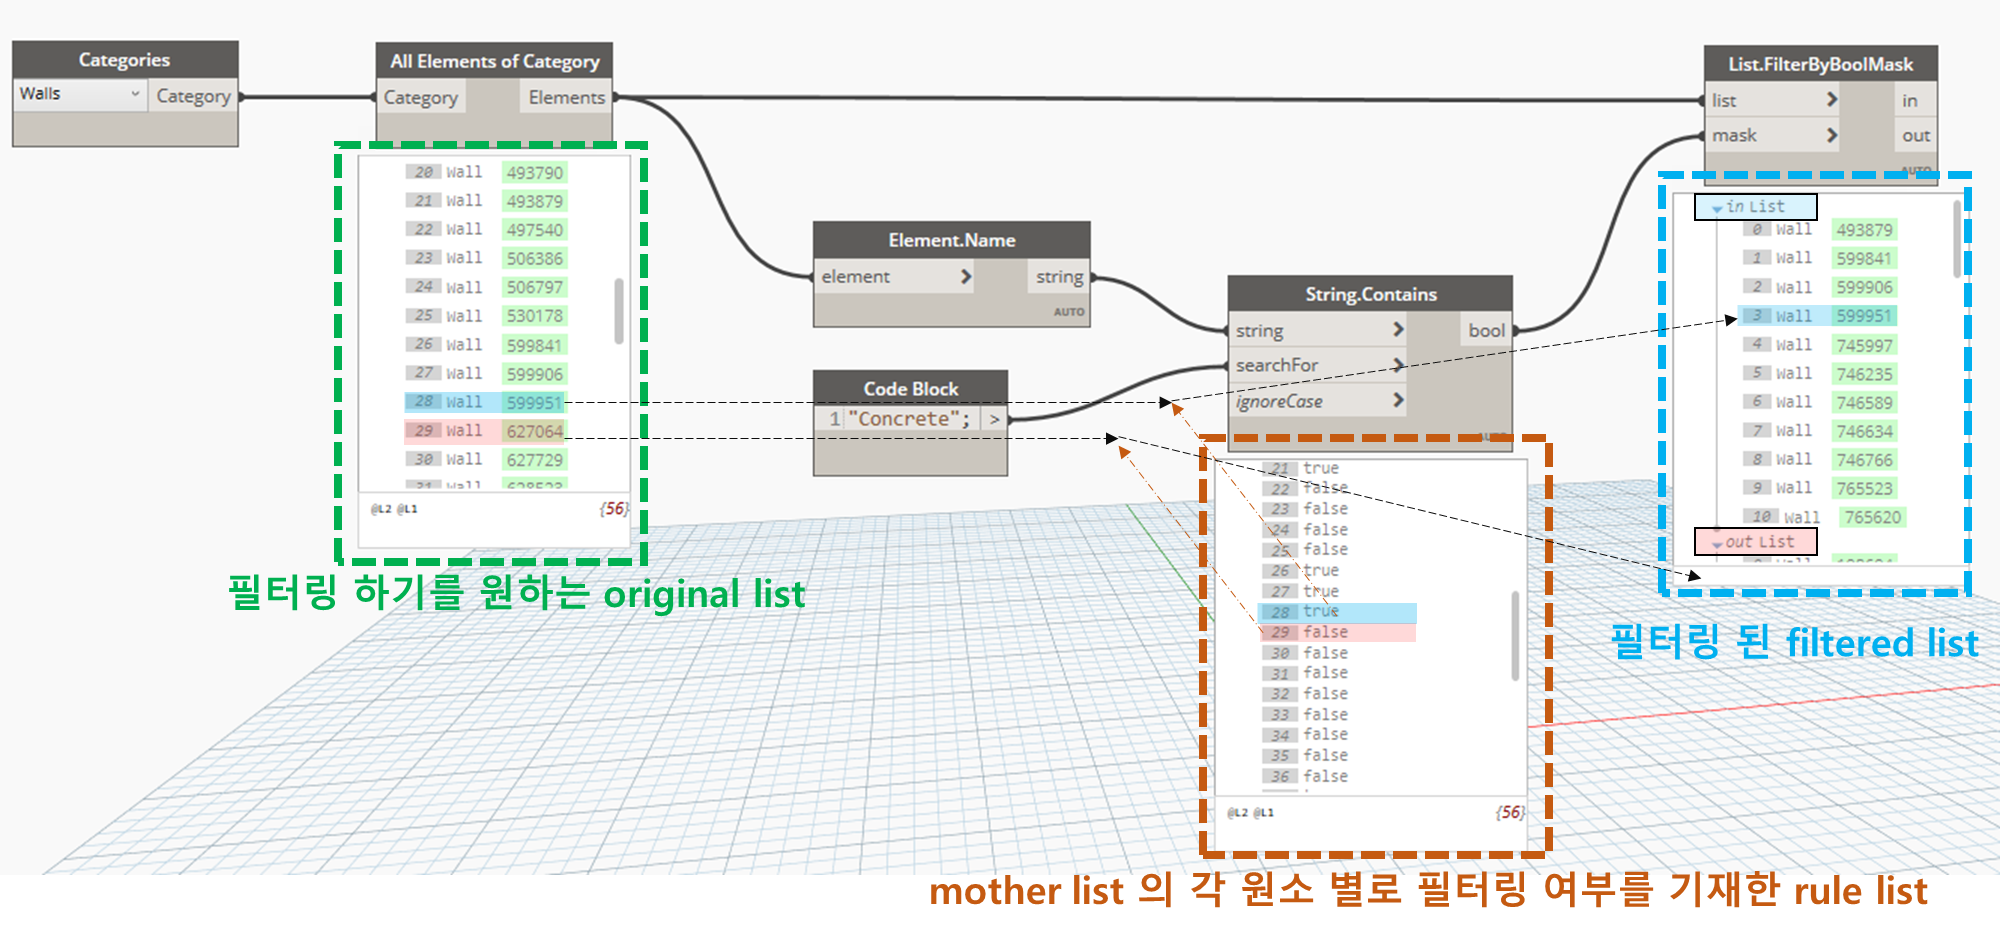 Categories
Walls
Category
All Elements of Category
Category
Elements
20 Wall 493790
21 Wall 493879
22 Wall 497540
23 Wall 506386
24 Wall 506797
25 Wall 530178
26 Wall 599841
27 Wall 599906
28 Wall 599951
29 Wall 627064
30 Wall 627729
31 Wall
@L2 @L1 {56}
필터링 하기를 원하는 original list
Element.Name
element > string
AUTO
Code Block
1 "Concrete"; >
String.Contains
string > bool
searchFor >
ignoreCase >
AUTO
21 true
22 false
23 false
24 false
25 false
26 true
27 true
28 true
29 false
30 false
31 false
32 false
33 false
34 false
35 false
36 false
@L2 @L1 {56}
mother list 의 각 원소 별로 필터링 여부를 기재한 rule list
List.FilterByBoolMask
list > in
mask > out
AUTO
in List
0 Wall 493879
1 Wall 599841
2 Wall 599906
3 Wall 599951
4 Wall 745997
5 Wall 746235
6 Wall 746589
7 Wall 746634
8 Wall 746766
9 Wall 765523
10 Wall 765620
out List
필터링 된 filtered list